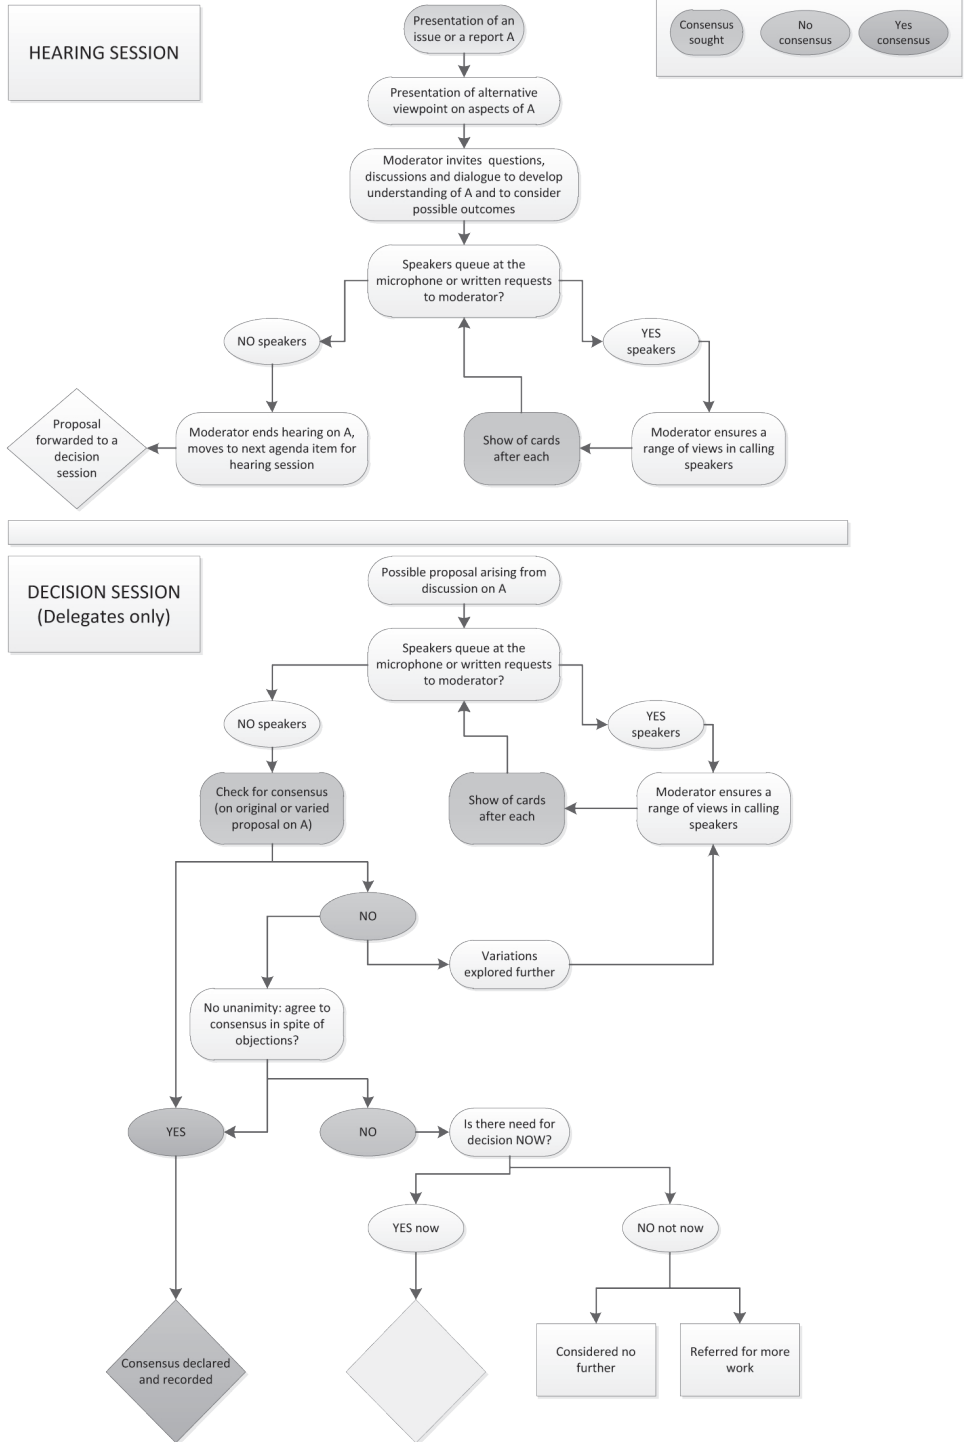 HEARING SESSION
Presentation of an
issue or a report A
Consensus
sought
No
consensus
Yes
consensus
Presentation of alternative
viewpoint on aspects of A
Moderator invites  questions,
discussions and dialogue to develop
understanding of A and to consider
possible outcomes
Speakers queue at the
microphone or written requests
to moderator?
NO speakers
YES
speakers
Proposal
forwarded to a
decision
session
Moderator ends hearing on A,
moves to next agenda item for
hearing session
Show of cards
after each
Moderator ensures a
range of views in calling
speakers
DECISION SESSION
(Delegates only)
Possible proposal arising from
discussion on A
Speakers queue at the
microphone or written requests
to moderator?
NO speakers
YES
speakers
Check for consensus
(on original or varied
proposal on A)
Show of cards
after each
Moderator ensures a
range of views in calling
speakers
NO
Variations
explored further
No unanimity: agree to
consensus in spite of
objections?
YES
NO
Is there need for
decision NOW?
YES now
NO not now
Consensus declared
and recorded
Considered no
further
Referred for more
work